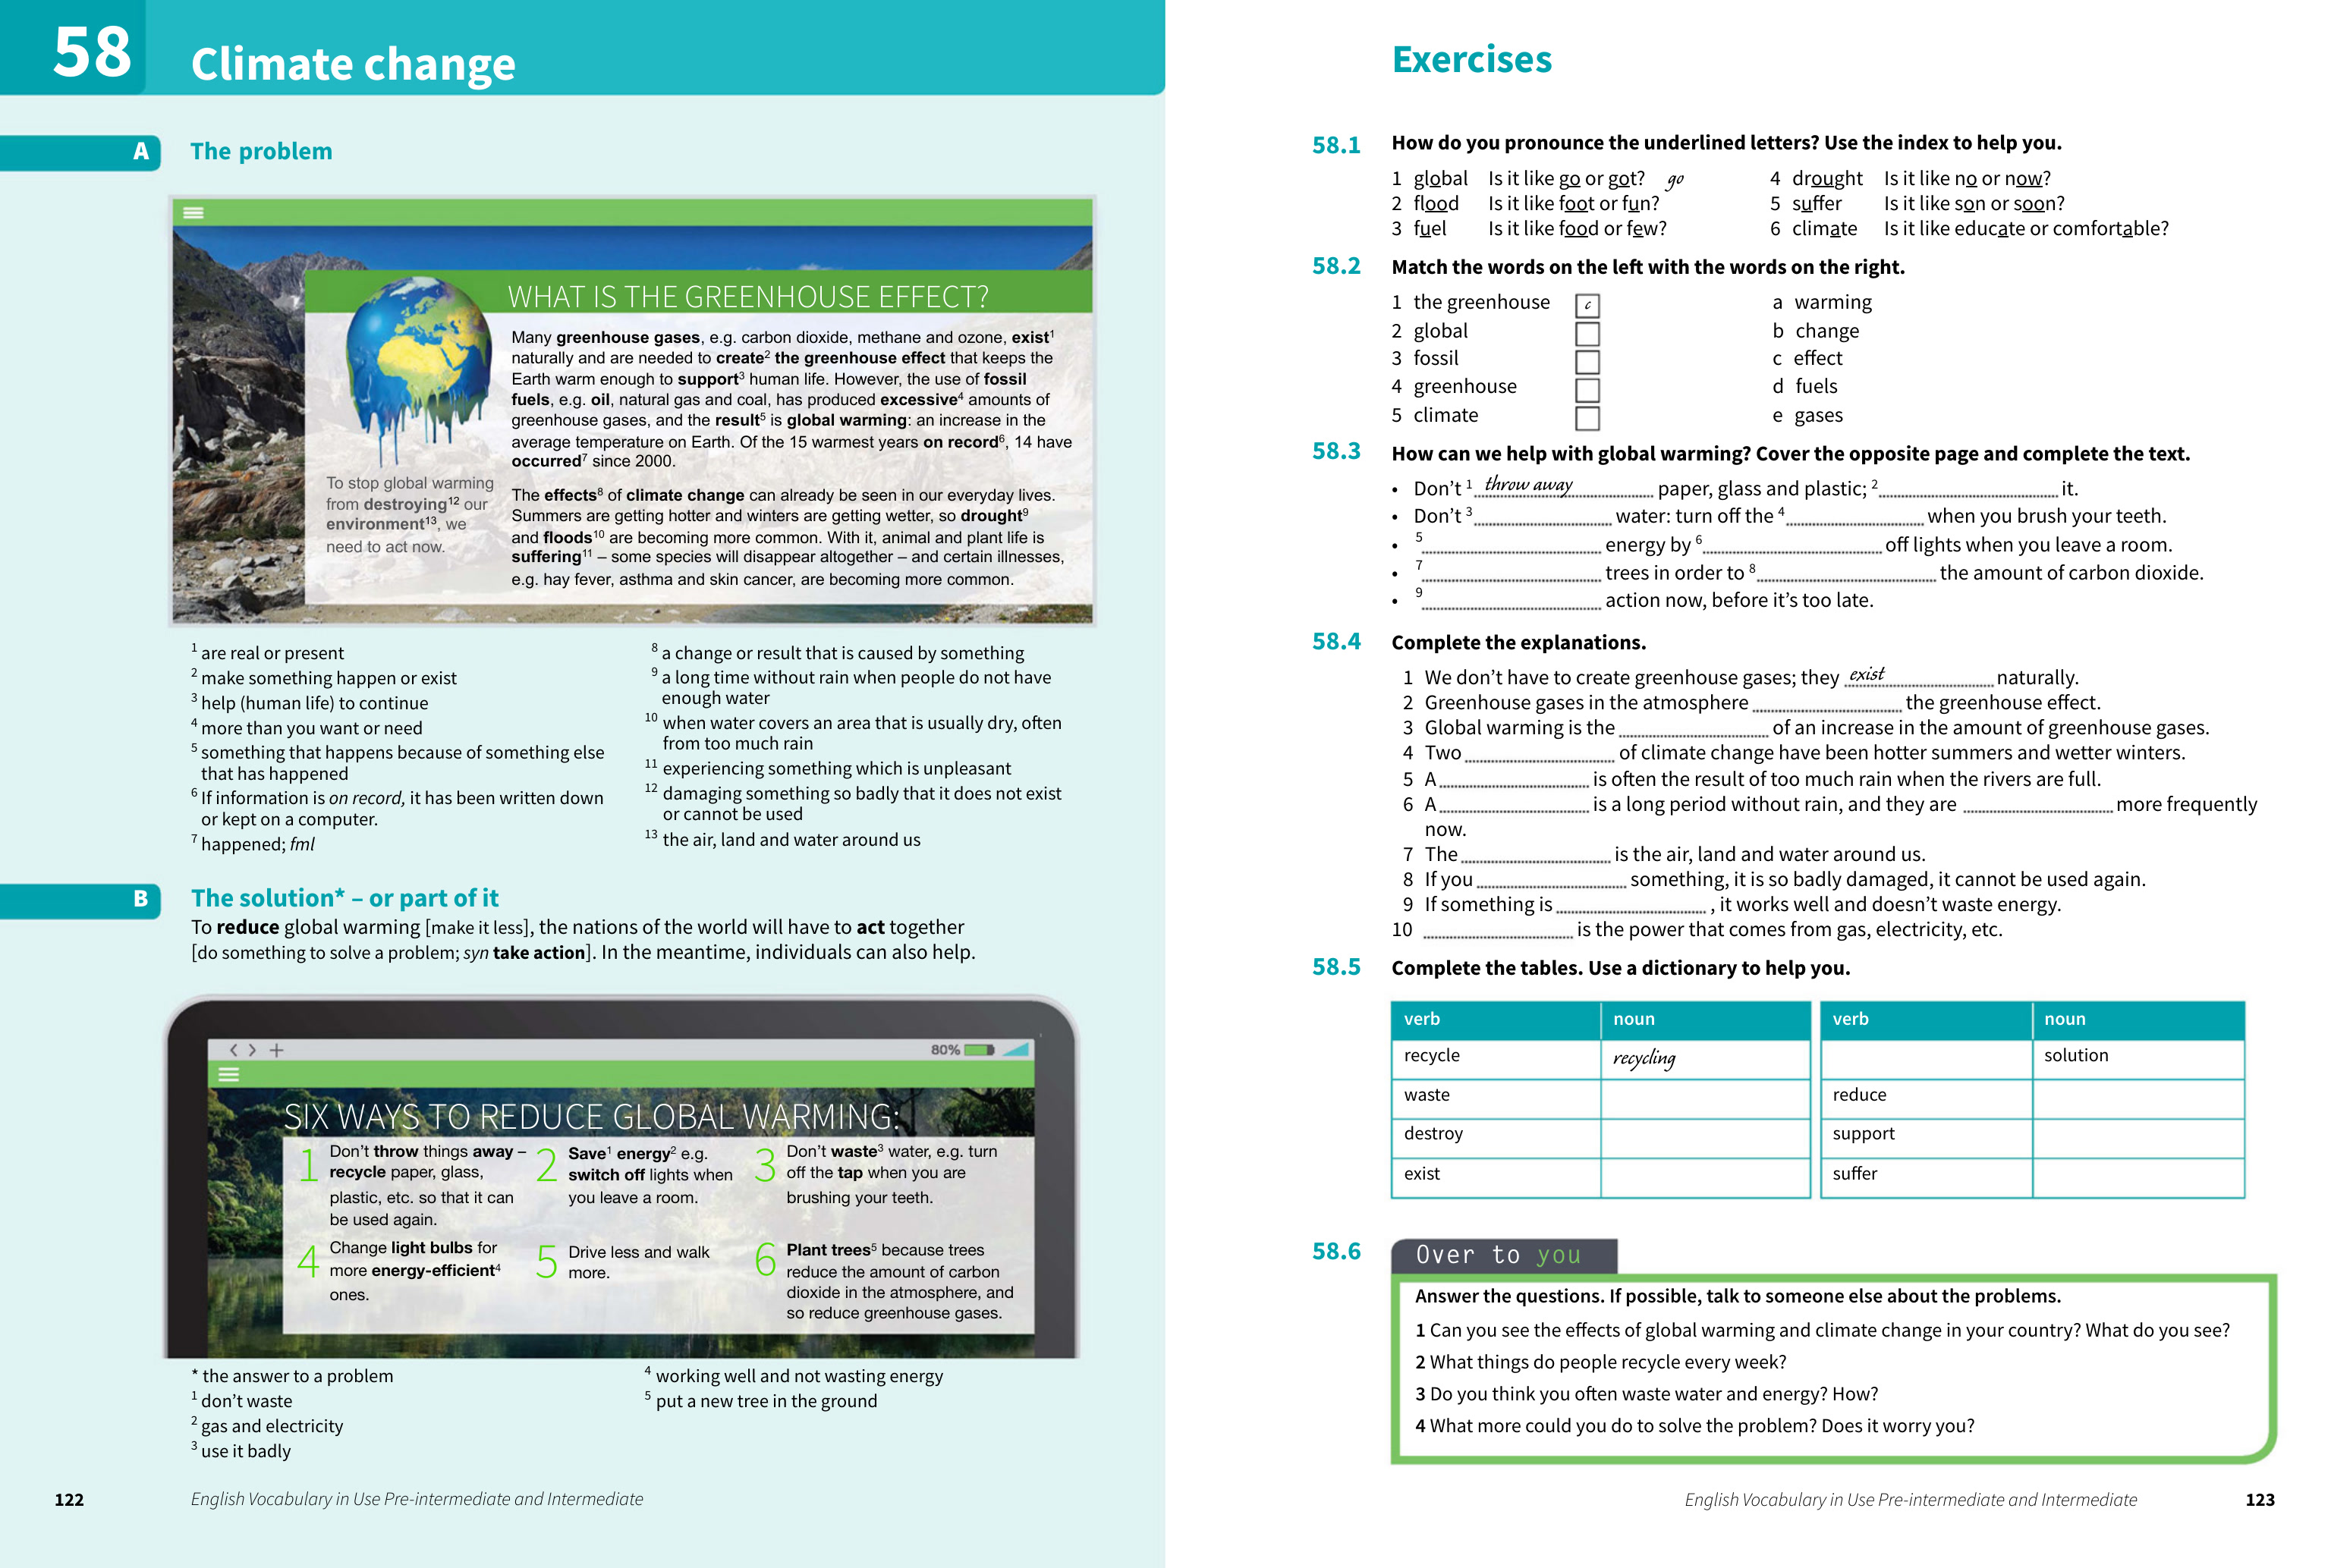 58
Climate change
A
The problem
WHAT IS THE GREENHOUSE EFFECT?
Many greenhouse gases, e.g. carbon dioxide, methane and ozone, exist¹
naturally and are needed to create² the greenhouse effect that keeps the
Earth warm enough to support³ human life. However, the use of fossil
fuels, e.g. oil, natural gas and coal, has produced excessive⁴ amounts of
greenhouse gases, and the result⁵ is global warming: an increase in the
average temperature on Earth. Of the 15 warmest years on record⁶, 14 have
occurred⁷ since 2000.
To stop global warming
from destroying¹² our
environment¹³, we
need to act now.
The effects⁸ of climate change can already be seen in our everyday lives.
Summers are getting hotter and winters are getting wetter, so drought⁹
and floods¹⁰ are becoming more common. With it, animal and plant life is
suffering¹¹ – some species will disappear altogether – and certain illnesses,
e.g. hay fever, asthma and skin cancer, are becoming more common.
¹ are real or present
² make something happen or exist
³ help (human life) to continue
⁴ more than you want or need
⁵ something that happens because of something else
that has happened
⁶ If information is on record, it has been written down
or kept on a computer.
⁷ happened; fml
⁸ a change or result that is caused by something
⁹ a long time without rain when people do not have
enough water
¹⁰ when water covers an area that is usually dry, often
from too much rain
¹¹ experiencing something which is unpleasant
¹² damaging something so badly that it does not exist
or cannot be used
¹³ the air, land and water around us
B
The solution* – or part of it
To reduce global warming [make it less], the nations of the world will have to act together
[do something to solve a problem; syn take action]. In the meantime, individuals can also help.
80%
SIX WAYS TO REDUCE GLOBAL WARMING:
1 Don't throw things away –
recycle paper, glass,
plastic, etc. so that it can
be used again.
2 Save¹ energy² e.g.
switch off lights when
you leave a room.
3 Don't waste³ water, e.g. turn
off the tap when you are
brushing your teeth.
4 Change light bulbs for
more energy-efficient⁴
ones.
5 Drive less and walk
more.
6 Plant trees⁵ because trees
reduce the amount of carbon
dioxide in the atmosphere, and
so reduce greenhouse gases.
* the answer to a problem
¹ don't waste
² gas and electricity
³ use it badly
⁴ working well and not wasting energy
⁵ put a new tree in the ground
122 English Vocabulary in Use Pre-intermediate and Intermediate
Exercises
58.1 How do you pronounce the underlined letters? Use the index to help you.
1 global Is it like go or got? go
2 flood Is it like foot or fun?
3 fuel Is it like food or few?
4 drought Is it like no or now?
5 suffer Is it like son or soon?
6 climate Is it like educate or comfortable?
58.2 Match the words on the left with the words on the right.
1 the greenhouse c a warming
2 global b change
3 fossil c effect
4 greenhouse d fuels
5 climate e gases
58.3 How can we help with global warming? Cover the opposite page and complete the text.
• Don't ¹ throw away paper, glass and plastic; ² it.
• Don't ³ water: turn off the ⁴ when you brush your teeth.
• ⁵ energy by ⁶ off lights when you leave a room.
• ⁷ trees in order to ⁸ the amount of carbon dioxide.
• ⁹ action now, before it's too late.
58.4 Complete the explanations.
1 We don't have to create greenhouse gases; they exist naturally.
2 Greenhouse gases in the atmosphere the greenhouse effect.
3 Global warming is the of an increase in the amount of greenhouse gases.
4 Two of climate change have been hotter summers and wetter winters.
5 A is often the result of too much rain when the rivers are full.
6 A is a long period without rain, and they are more frequently
now.
7 The is the air, land and water around us.
8 If you something, it is so badly damaged, it cannot be used again.
9 If something is , it works well and doesn't waste energy.
10 is the power that comes from gas, electricity, etc.
58.5 Complete the tables. Use a dictionary to help you.
verb noun verb noun
recycle recycling solution
waste reduce
destroy support
exist suffer
58.6 Over to you
Answer the questions. If possible, talk to someone else about the problems.
1 Can you see the effects of global warming and climate change in your country? What do you see?
2 What things do people recycle every week?
3 Do you think you often waste water and energy? How?
4 What more could you do to solve the problem? Does it worry you?
English Vocabulary in Use Pre-intermediate and Intermediate 123